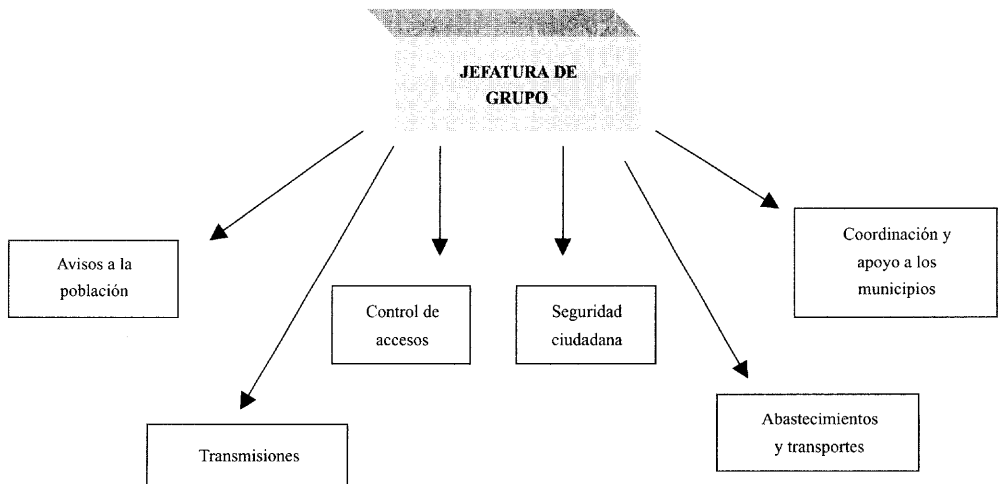 JEFATURA DE
GRUPO
Avisos a la
población
Control de
accesos
Seguridad
ciudadana
Coordinación y
apoyo a los
municipios
Transmisiones
Abastecimientos
y transportes